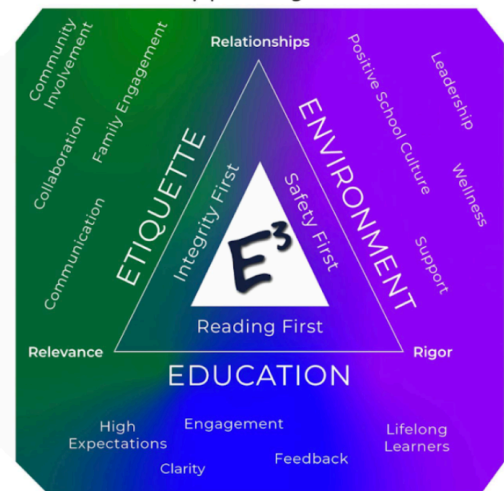 Relationships
Community
Involvement
Family Engagement
Collaboration
Communication
ETIQUETTE
Integrity First
E³
Safety First
ENVIRONMENT
Positive School Culture
Leadership
Wellness
Support
Reading First
Relevance
Rigor
EDUCATION
High
Expectations
Engagement
Clarity
Feedback
Lifelong
Learners